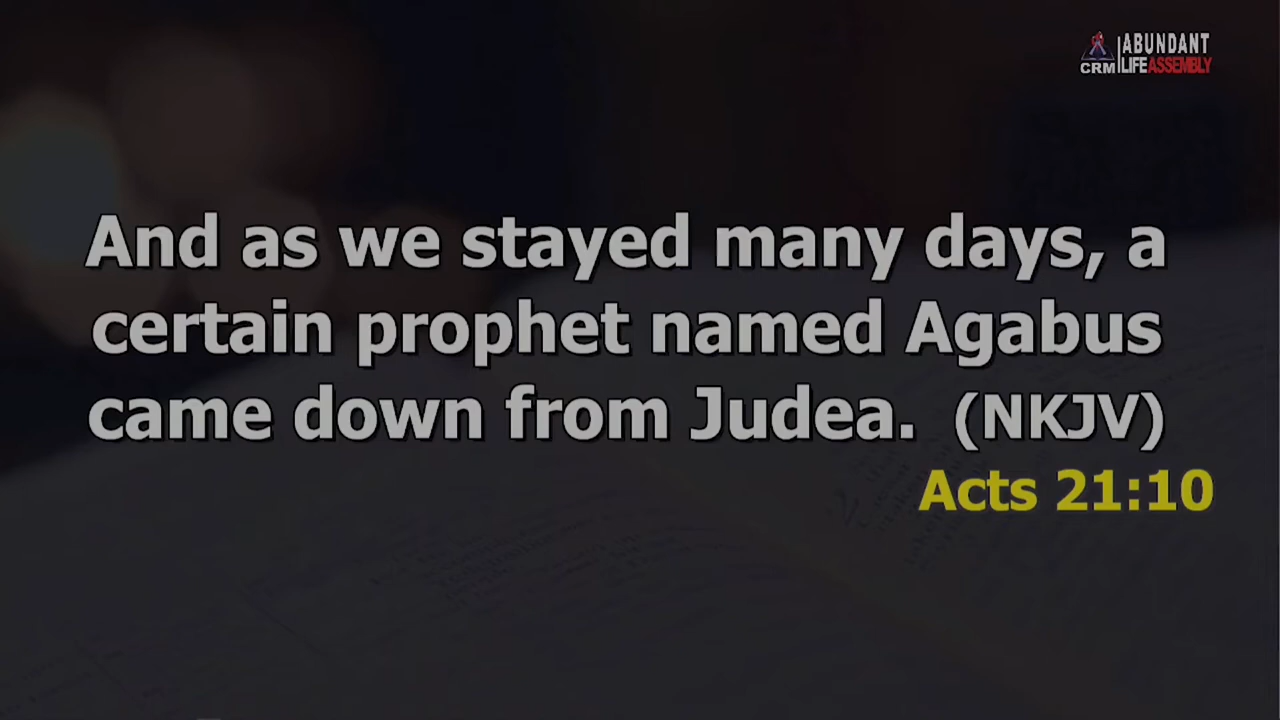 ABUNDANT
CRM LIFE ASSEMBLY
And as we stayed many days, a
certain prophet named Agabus
came down from Judea. (NKJV)
Acts 21:10